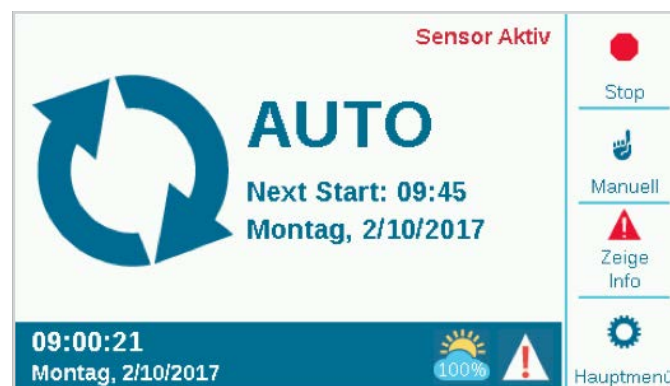 Sensor Aktiv
AUTO
Next Start: 09:45
Montag, 2/10/2017
Stop
Manuell
Zeige
Info
Hauptmenü
09:00:21
Montag, 2/10/2017
100%